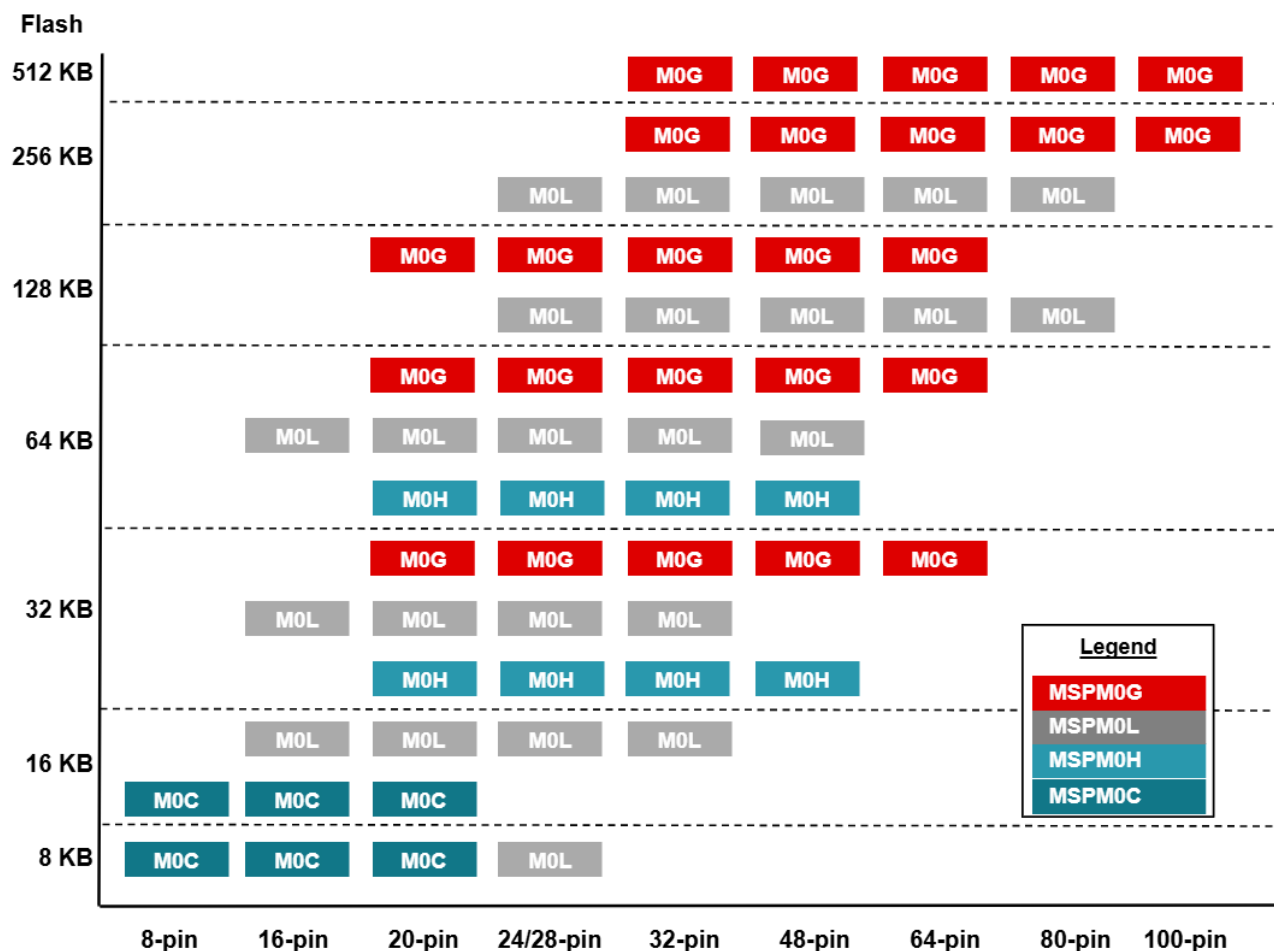 Flash
512 KB
M0G M0G M0G M0G M0G
256 KB
M0G M0G M0G M0G M0G
M0L M0L M0L M0L M0L
128 KB
M0G M0G M0G M0G M0G
M0L M0L M0L M0L M0L
64 KB
M0G M0G M0G M0G M0G
M0L M0L M0L M0L M0L
M0H M0H M0H M0H
32 KB
M0G M0G M0G M0G M0G
M0L M0L M0L M0L
M0H M0H M0H M0H
16 KB
M0L M0L M0L M0L
M0C M0C M0C
8 KB
M0C M0C M0C M0L
8-pin 16-pin 20-pin 24/28-pin 32-pin 48-pin 64-pin 80-pin 100-pin
Legend
MSPM0G
MSPM0L
MSPM0H
MSPM0C